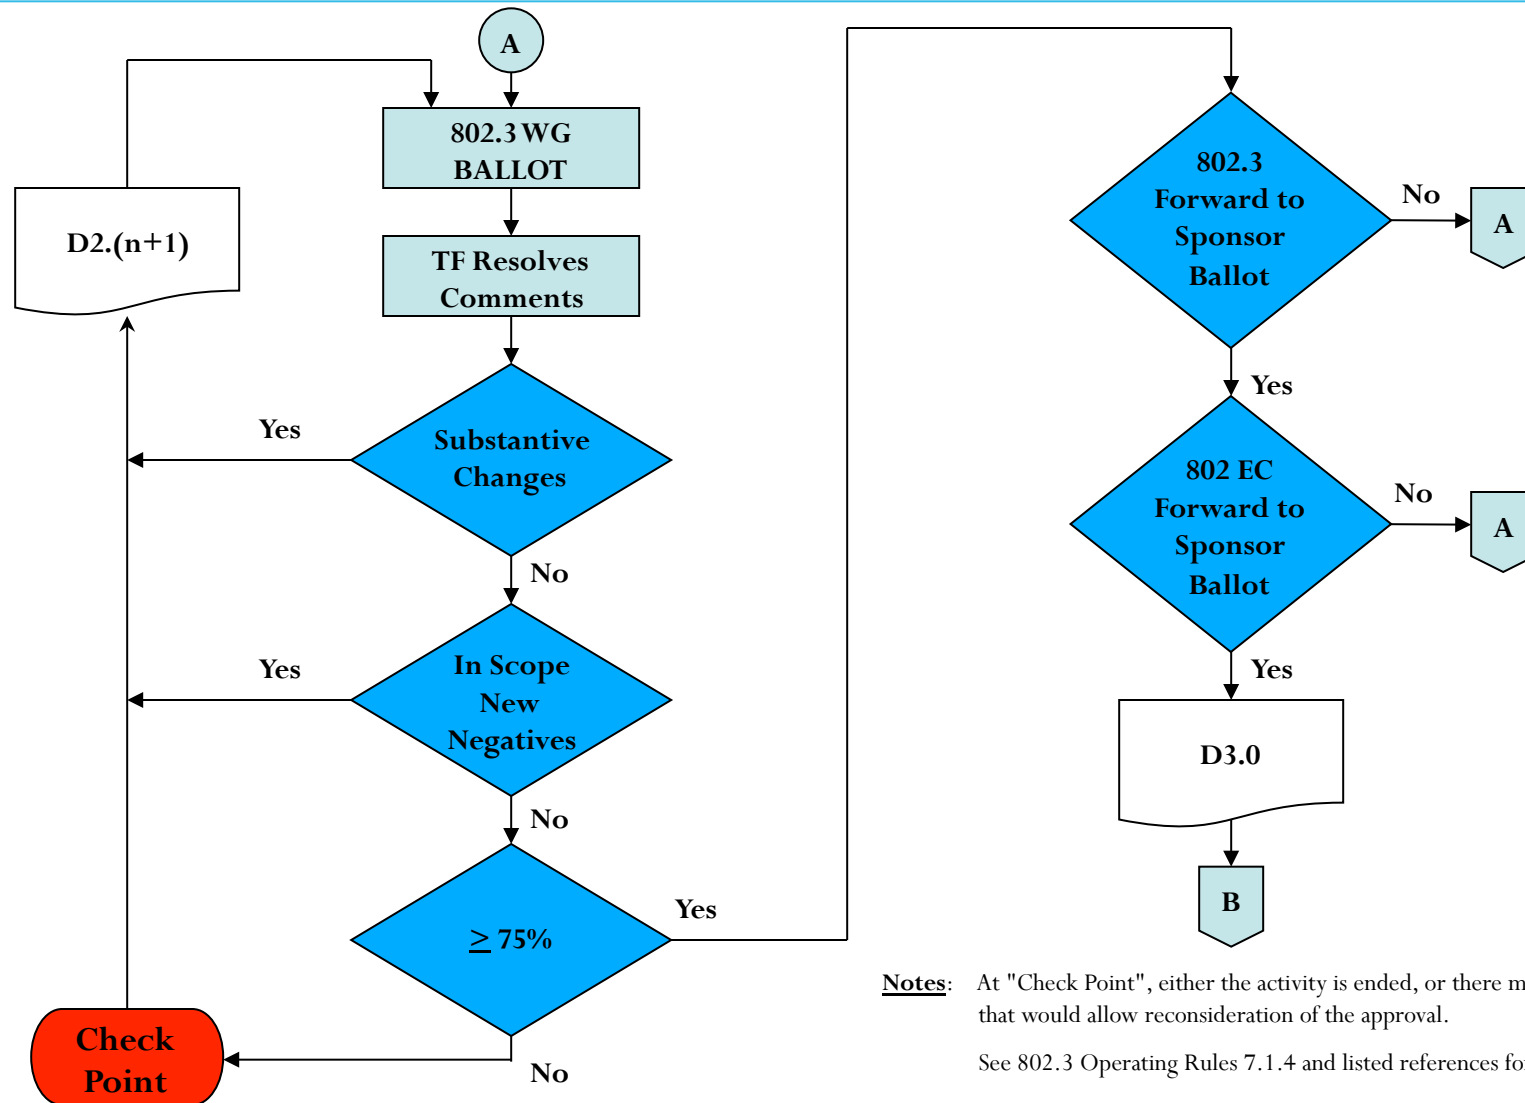 A
802.3 WG
BALLOT
D2.(n+1)
TF Resolves
Comments
Yes
Substantive
Changes
No
Yes
In Scope
New
Negatives
No
Yes
≥ 75%
Check
Point
No
802.3
Forward to
Sponsor
Ballot
No
A
Yes
802 EC
Forward to
Sponsor
Ballot
No
A
Yes
D3.0
B
Notes: At "Check Point", either the activity is ended, or there
that would allow reconsideration of the approval.
See 802.3 Operating Rules 7.1.4 and listed references